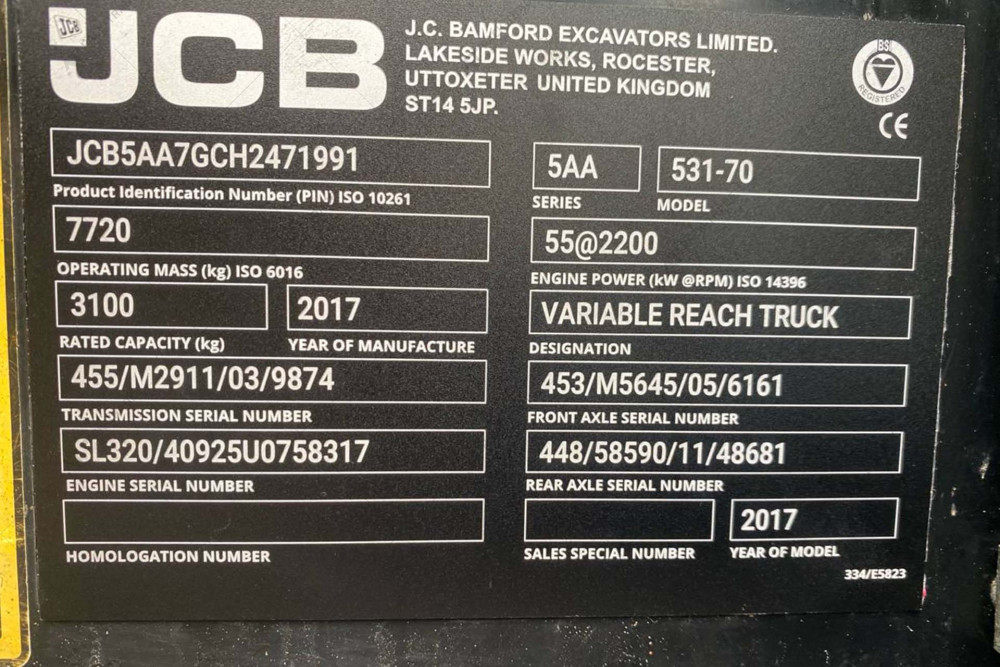 JCB
JCB
J.C. BAMFORD EXCAVATORS LIMITED.
LAKESIDE WORKS, ROCESTER,
UTTOXETER UNITED KINGDOM
ST14 5JP.
BSI
REGISTERED
CE
JCB5AA7GCH2471991
Product Identification Number (PIN) ISO 10261
5AA
SERIES
531-70
MODEL
7720
OPERATING MASS (kg) ISO 6016
55@2200
ENGINE POWER (kW @RPM) ISO 14396
3100
RATED CAPACITY (kg)
2017
YEAR OF MANUFACTURE
VARIABLE REACH TRUCK
DESIGNATION
455/M2911/03/9874
TRANSMISSION SERIAL NUMBER
453/M5645/05/6161
FRONT AXLE SERIAL NUMBER
SL320/40925U0758317
ENGINE SERIAL NUMBER
448/58590/11/48681
REAR AXLE SERIAL NUMBER
HOMOLOGATION NUMBER
SALES SPECIAL NUMBER
2017
YEAR OF MODEL
334/E5823